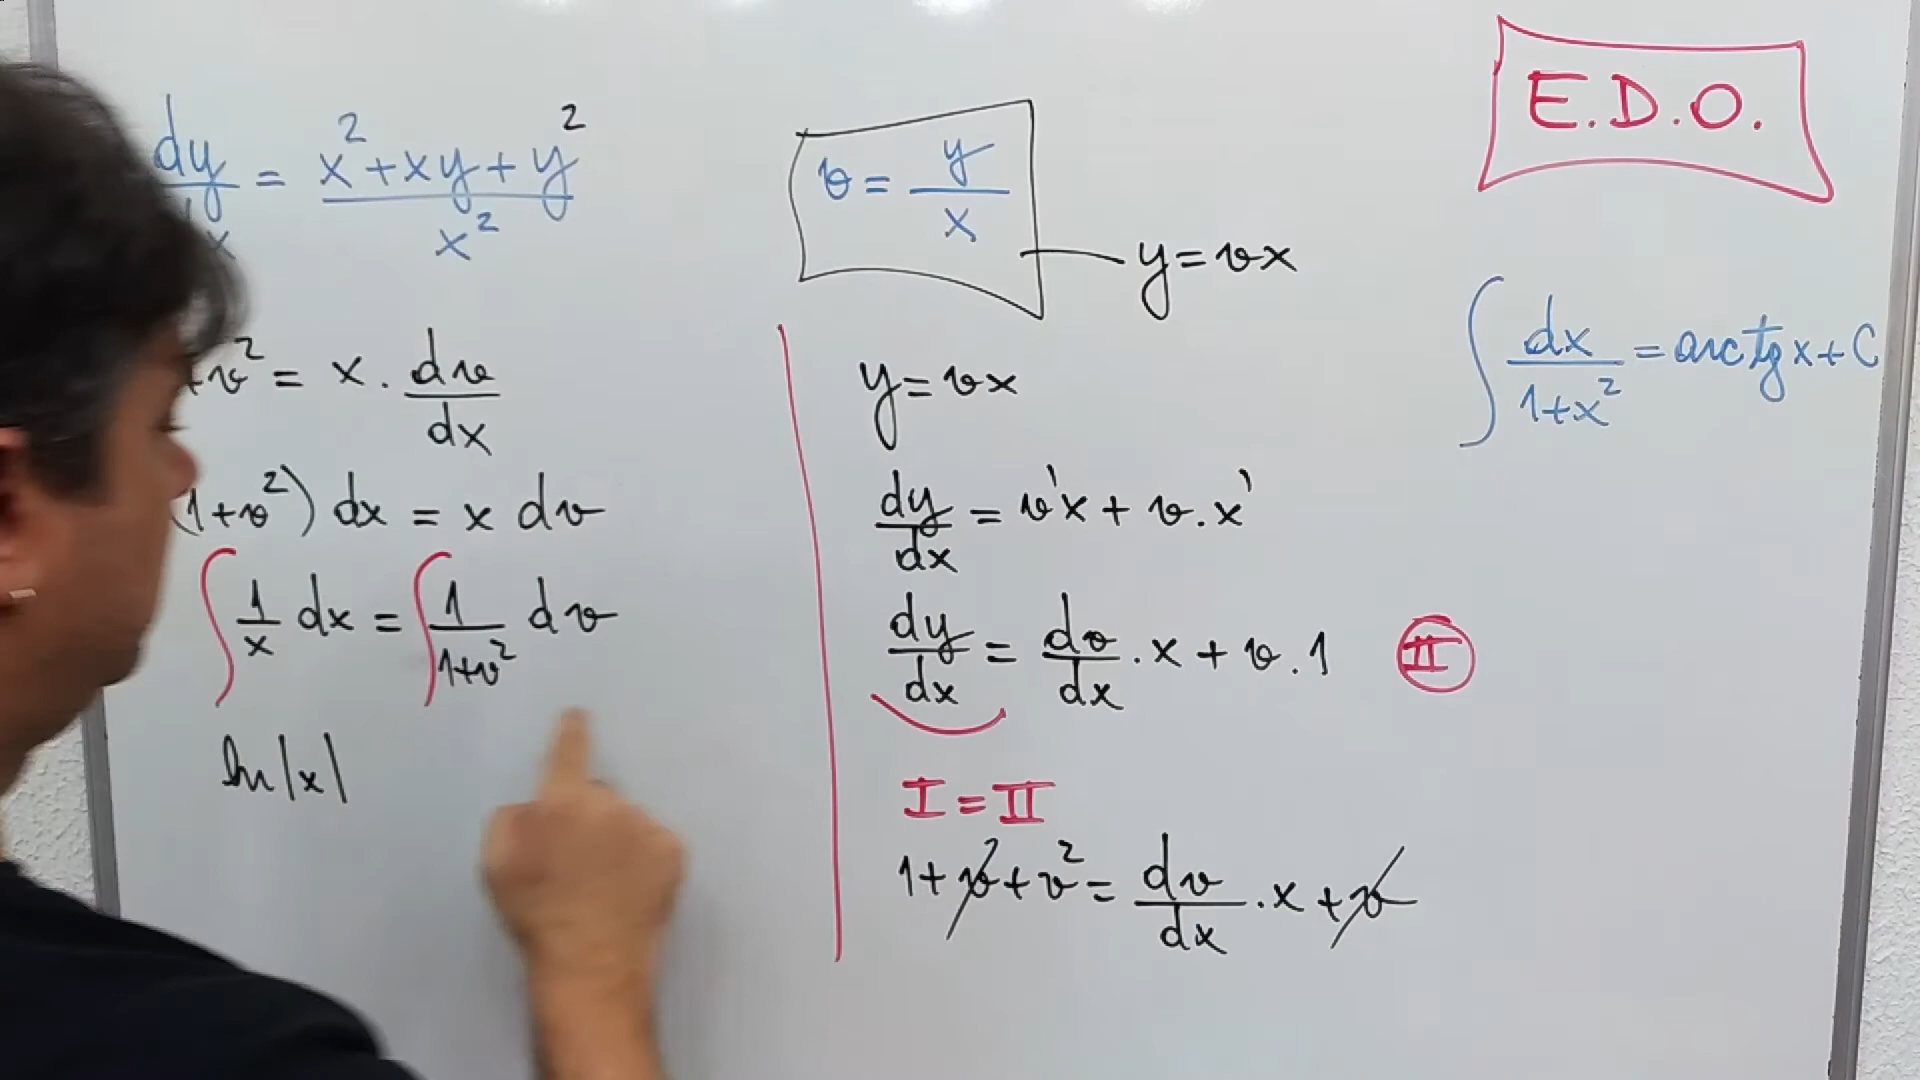 dy/dx = (x² + xy + y²)/x²
+v² = x . dv/dx
(1+v²) dx = x dv
∫ 1/x dx = ∫ 1/(1+v²) dv
ln|x|
v = y/x
y = vx
y = vx
dy/dx = v'x + v.x'
dy/dx = dv/dx . x + v.1 II
I = II
1 + v + v² = dv/dx . x + v
E.D.O.
∫ dx/(1+x²) = arctg x + C